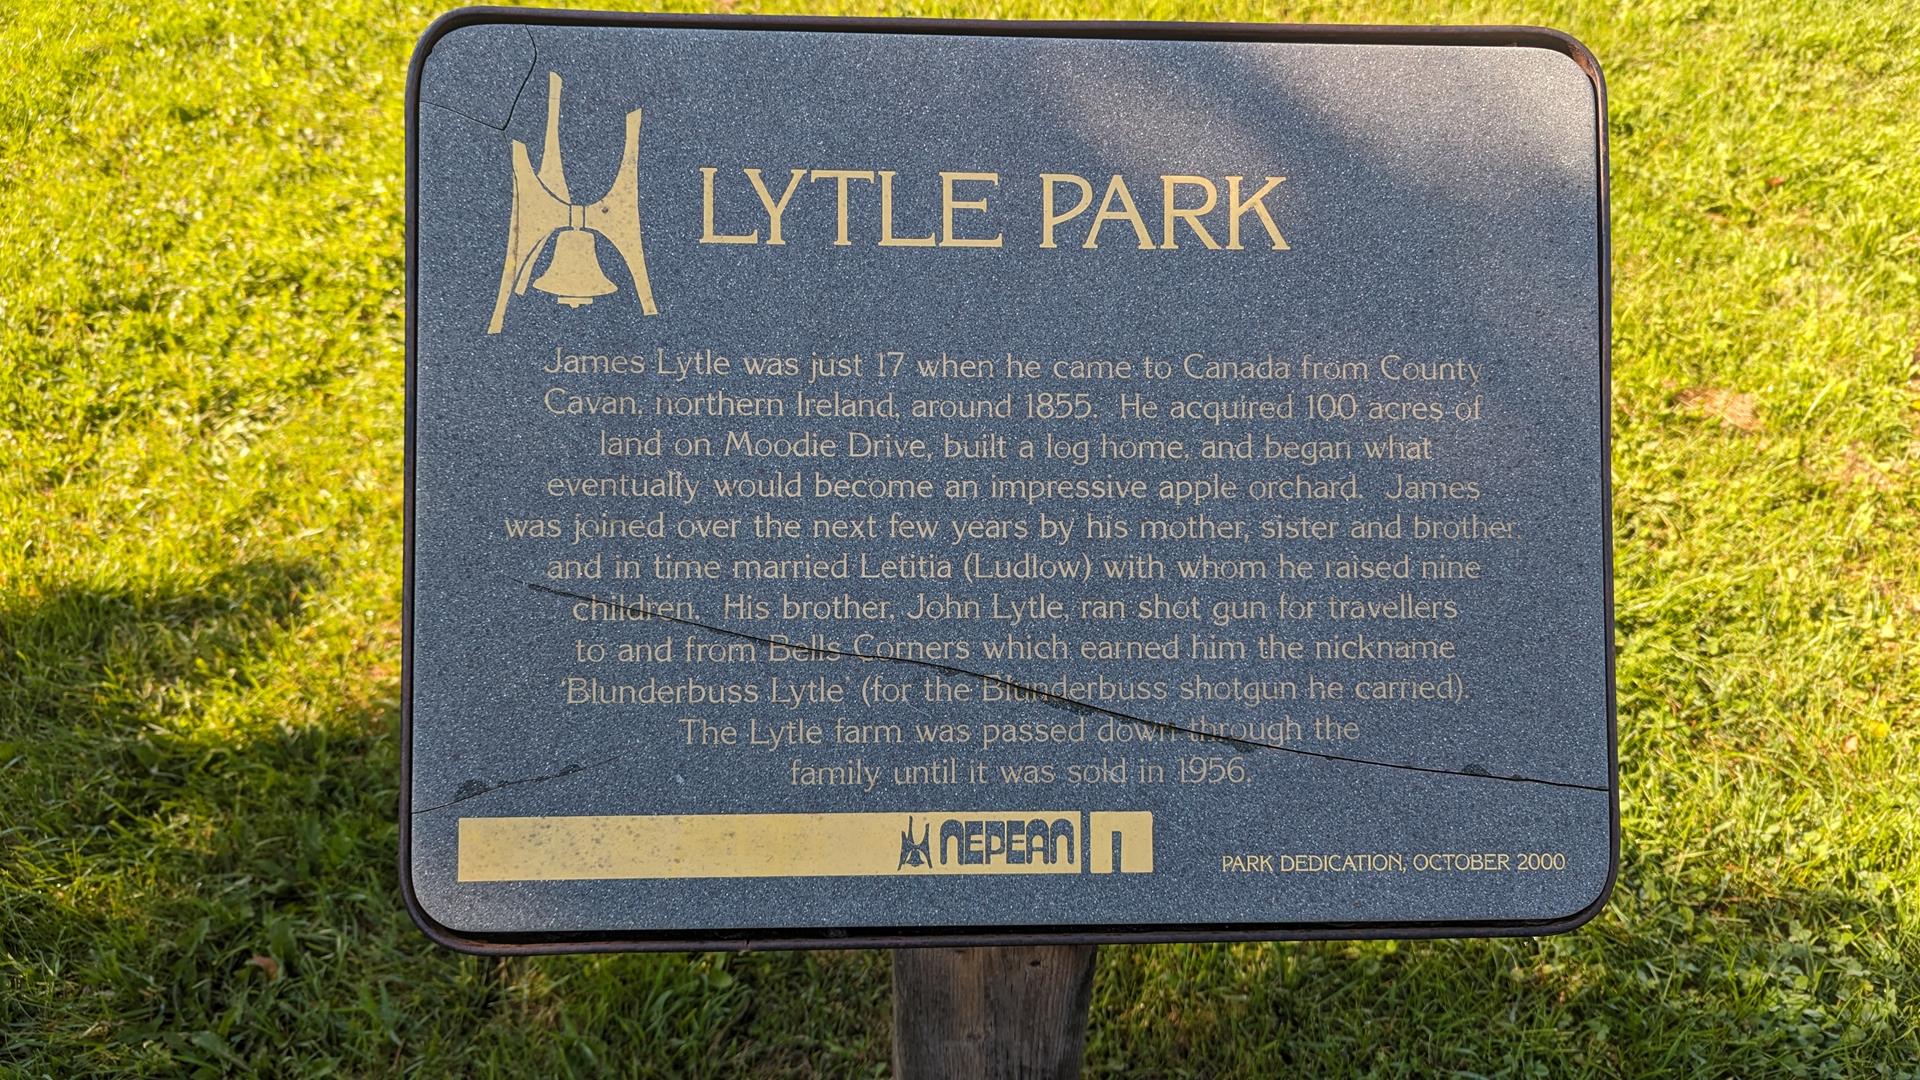 LYTLE PARK
James Lytle was just 17 when he came to Canada from County
Cavan, northern Ireland, around 1855. He acquired 100 acres of
land on Moodie Drive, built a log home, and began what
eventually would become an impressive apple orchard. James
was joined over the next few years by his mother, sister and brother,
and in time married Letitia (Ludlow) with whom he raised nine
children. His brother, John Lytle, ran shot gun for travellers
to and from Bells Corners which earned him the nickname
'Blunderbuss Lytle' (for the Blunderbuss shotgun he carried).
The Lytle farm was passed down through the
family until it was sold in 1956.
NEPEAN n
PARK DEDICATION, OCTOBER 2000